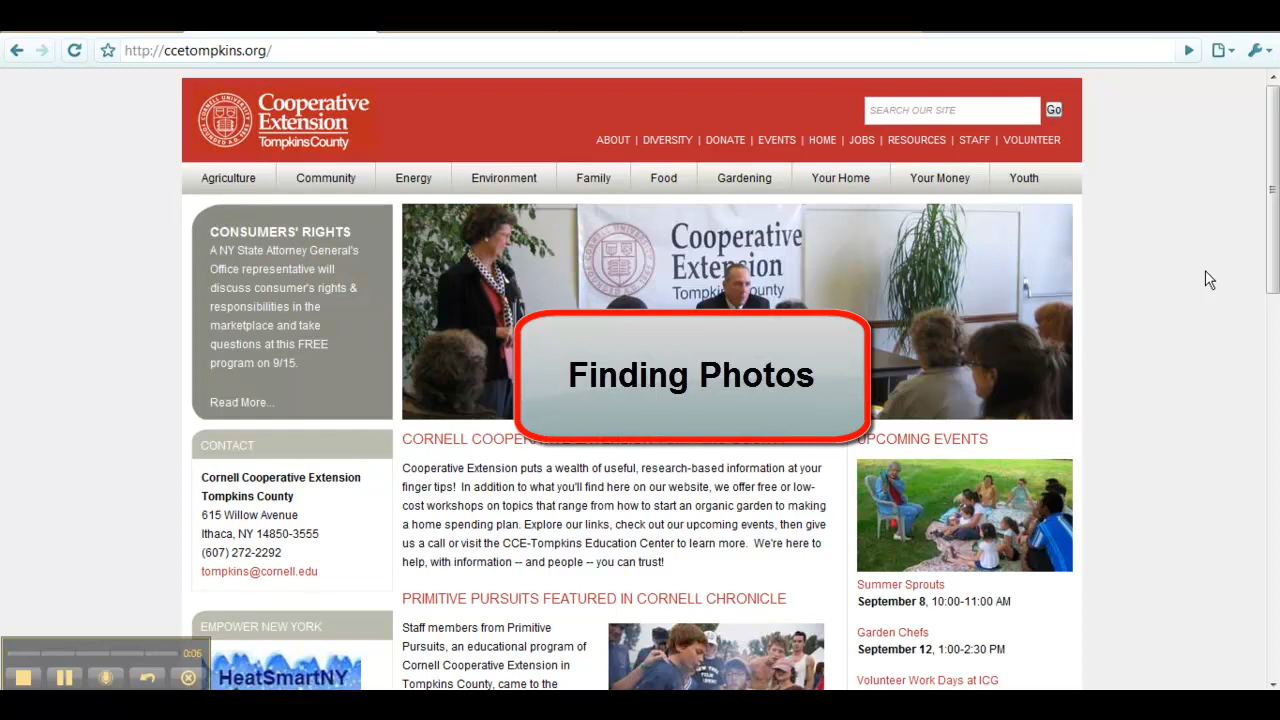 http://ccetompkins.org/
Cooperative
Extension
Tompkins County
SEARCH OUR SITE
Go
ABOUT | DIVERSITY | DONATE | EVENTS | HOME | JOBS | RESOURCES | STAFF | VOLUNTEER
Agriculture
Community
Energy
Environment
Family
Food
Gardening
Your Home
Your Money
Youth
CONSUMERS' RIGHTS
A NY State Attorney General's
Office representative will
discuss consumer's rights &
responsibilities in the
marketplace and take
questions at this FREE
program on 9/15.
Read More...
Cooperative
Extension
Tompkins County
Finding Photos
CONTACT
Cornell Cooperative Extension
Tompkins County
615 Willow Avenue
Ithaca, NY 14850-3555
(607) 272-2292
tompkins@cornell.edu
EMPOWER NEW YORK
HeatSmartNY
0:06
Cooperative Extension puts a wealth of useful, research-based information at your
finger tips! In addition to what you'll find here on our website, we offer free or low-
cost workshops on topics that range from how to start an organic garden to making
a home spending plan. Explore our links, check out our upcoming events, then give
us a call or visit the CCE-Tompkins Education Center to learn more. We're here to
help, with information -- and people -- you can trust!
PRIMITIVE PURSUITS FEATURED IN CORNELL CHRONICLE
Staff members from Primitive
Pursuits, an educational program of
Cornell Cooperative Extension in
Tompkins County, came to the
UPCOMING EVENTS
Summer Sprouts
September 8, 10:00-11:00 AM
Garden Chefs
September 12, 1:00-2:30 PM
Volunteer Work Days at ICG